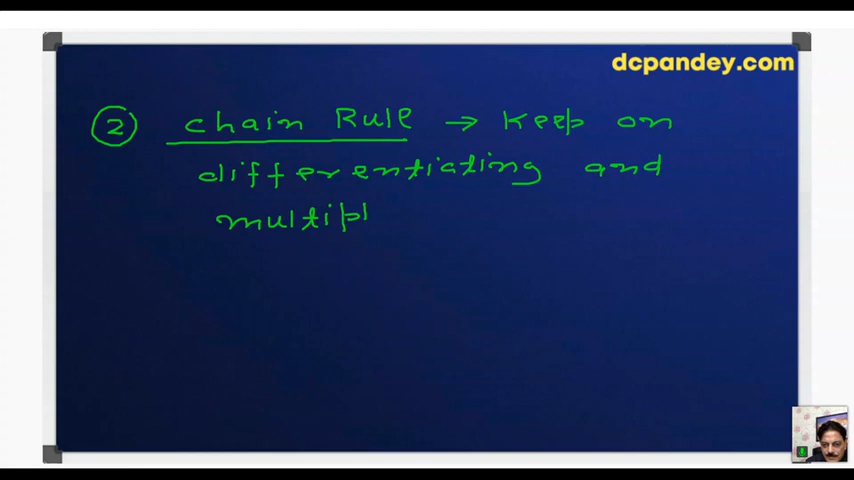 dcpandey.com
2 chain Rule → Keep on
differentiating and
multipl